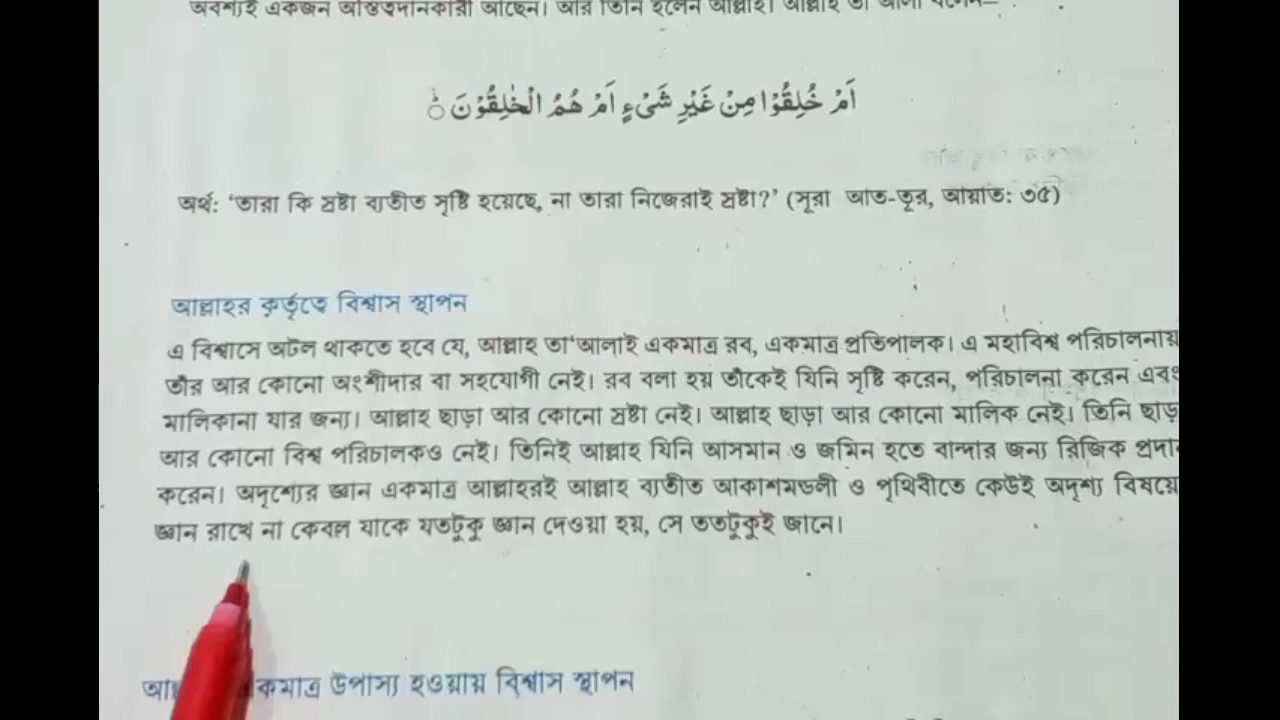 অবশ্যই একজন অস্তিত্বদানকারী আছেন। আর তিনি হলেন আল্লাহ। আল্লাহ তা'আলা বলেন—
اَمْ خُلِقُوْا مِنْ غَيْرِ شَیْءٍ اَمْ هُمُ الْخٰلِقُوْنَ ؕ
অর্থ: ‘তারা কি স্রষ্টা ব্যতীত সৃষ্টি হয়েছে, না তারা নিজেরাই স্রষ্টা?’ (সূরা আত-তূর, আয়াত: ৩৫)
আল্লাহর কর্তৃত্বে বিশ্বাস স্থাপন
এ বিশ্বাসে অটল থাকতে হবে যে, আল্লাহ তা‘আলাই একমাত্র রব, একমাত্র প্রতিপালক। এ মহাবিশ্ব পরিচালনায়
তাঁর আর কোনো অংশীদার বা সহযোগী নেই। রব বলা হয় তাঁকেই যিনি সৃষ্টি করেন, পরিচালনা করেন এবং
মালিকানা যার জন্য। আল্লাহ ছাড়া আর কোনো স্রষ্টা নেই। আল্লাহ ছাড়া আর কোনো মালিক নেই। তিনি ছাড়
আর কোনো বিশ্ব পরিচালকও নেই। তিনিই আল্লাহ যিনি আসমান ও জমিন হতে বান্দার জন্য রিজিক প্রদা
করেন। অদৃশ্যের জ্ঞান একমাত্র আল্লাহরই আল্লাহ ব্যতীত আকাশমন্ডলী ও পৃথিবীতে কেউই অদৃশ্য বিষয়ে
জ্ঞান রাখে না কেবল যাকে যতটুকু জ্ঞান দেওয়া হয়, সে ততটুকুই জানে।
একমাত্র উপাস্য হওয়ায় বিশ্বাস স্থাপন